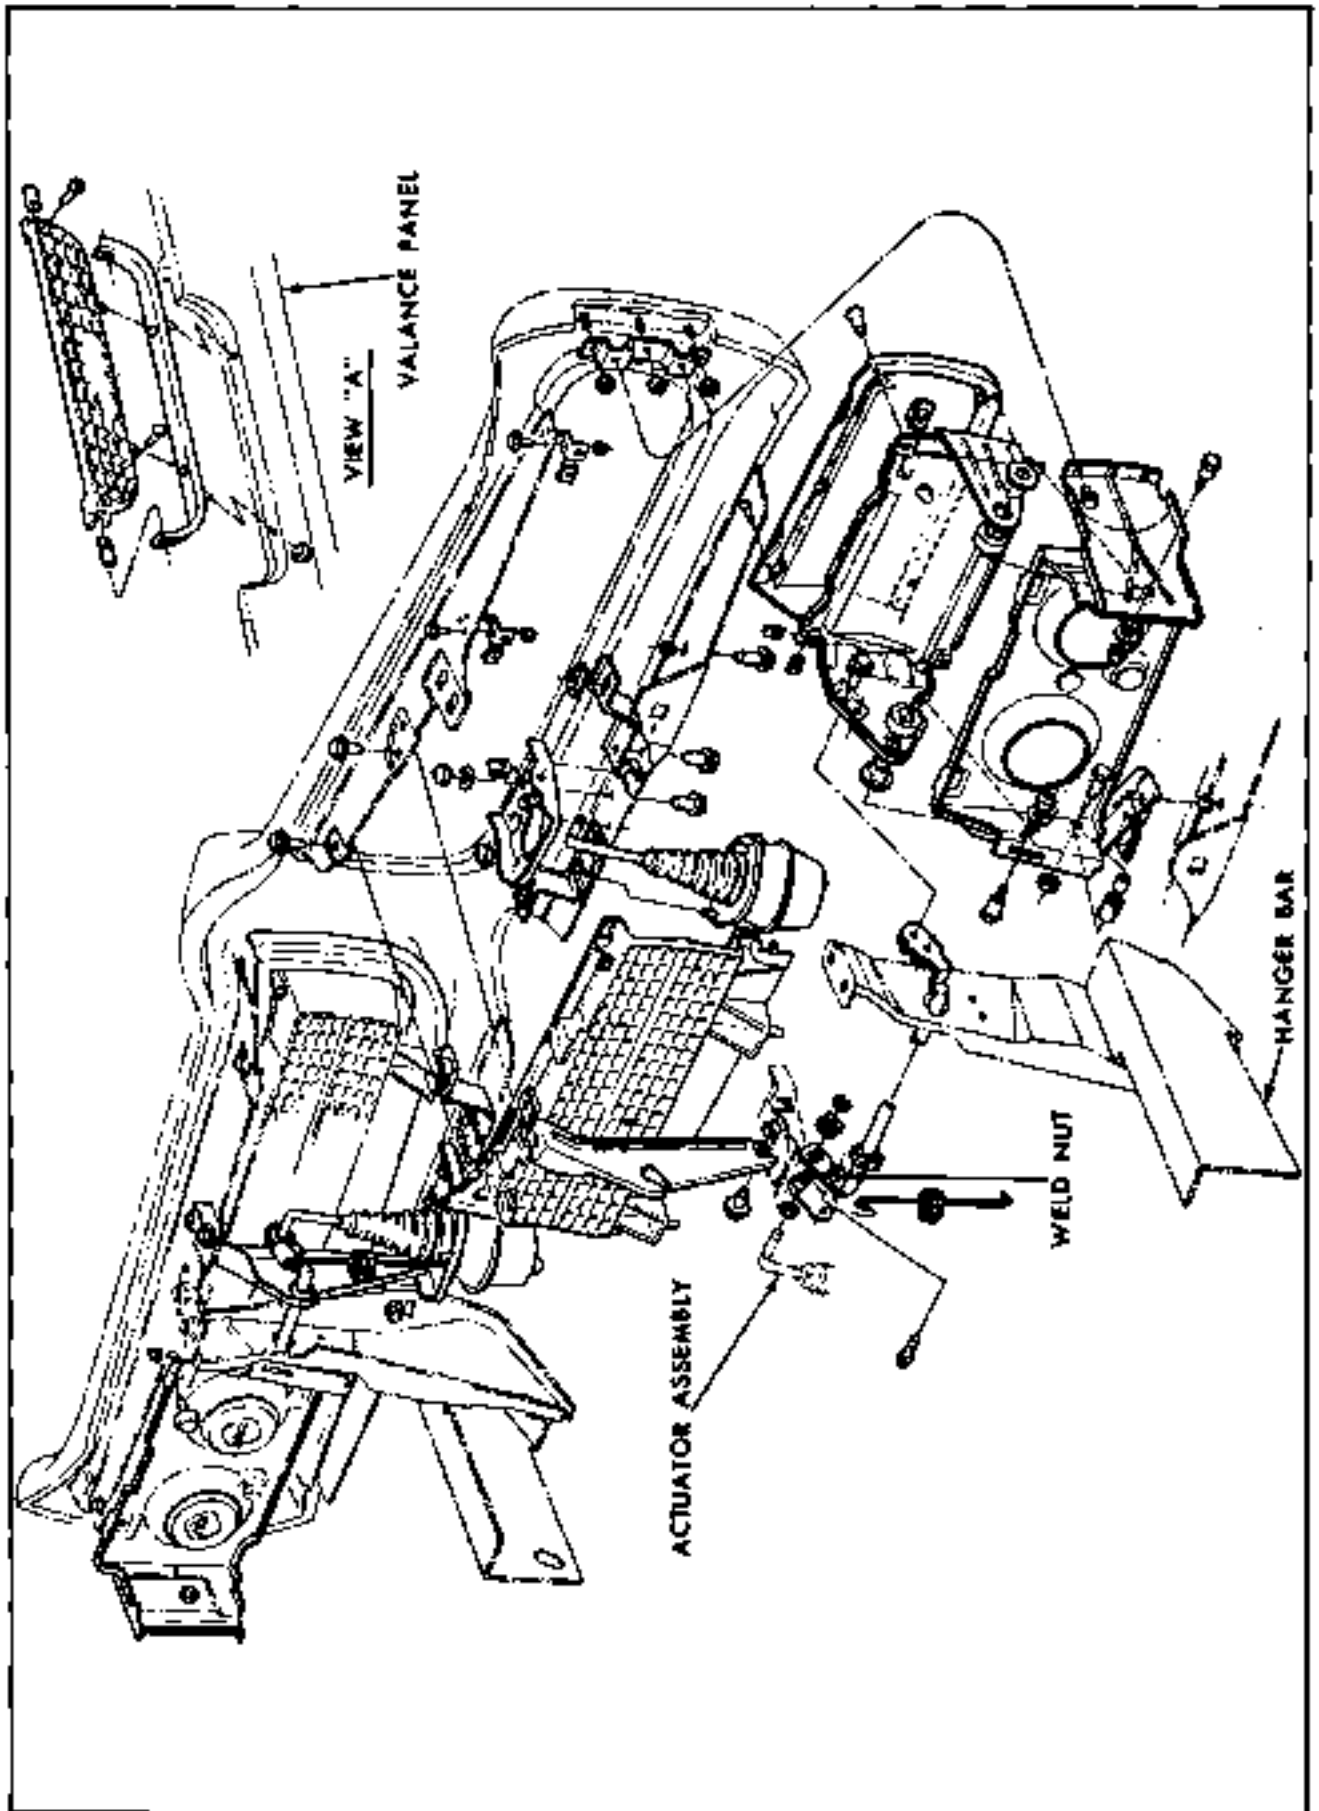 VIEW "A"
VALANCE PANEL
ACTUATOR ASSEMBLY
WELD NUT
HANGER BAR